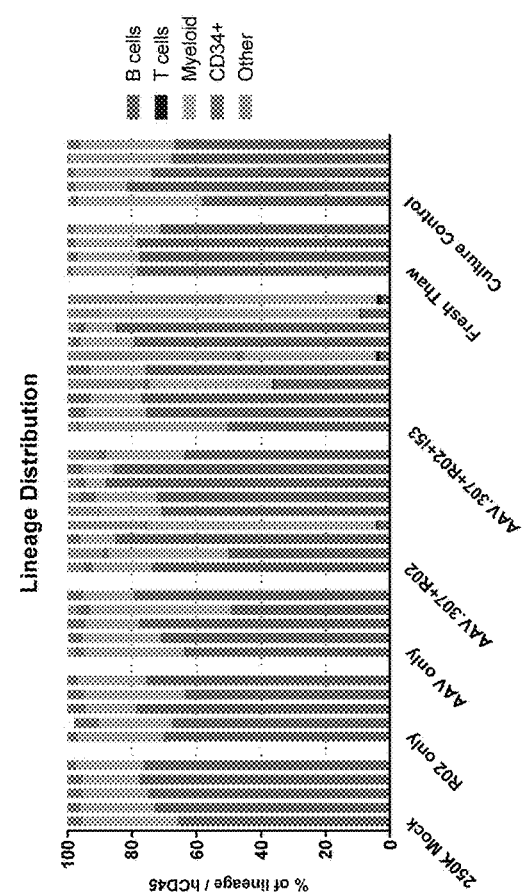 Lineage Distribution
B cells
T cells
Myeloid
CD34+
Other
% of lineage / hCD45
100
80
60
40
20
0
250K Mock
R02 only
AAV only
AAV.307+R02
AAV.307+R02+i53
Fresh Thaw
Culture Control